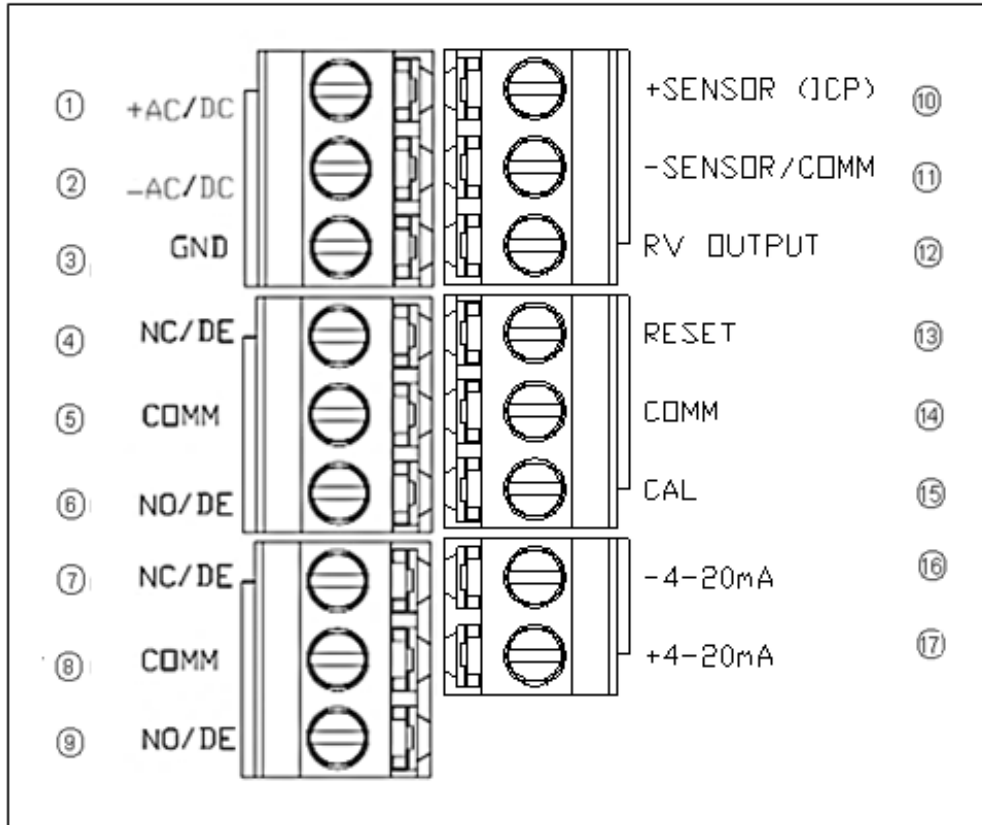 ① +AC/DC
② -AC/DC
③ GND
④ NC/DE
⑤ COMM
⑥ NO/DE
⑦ NC/DE
⑧ COMM
⑨ NO/DE
+SENSOR (ICP) ⑩
-SENSOR/COMM ⑪
RV OUTPUT ⑫
RESET ⑬
COMM ⑭
CAL ⑮
-4-20mA ⑯
+4-20mA ⑰